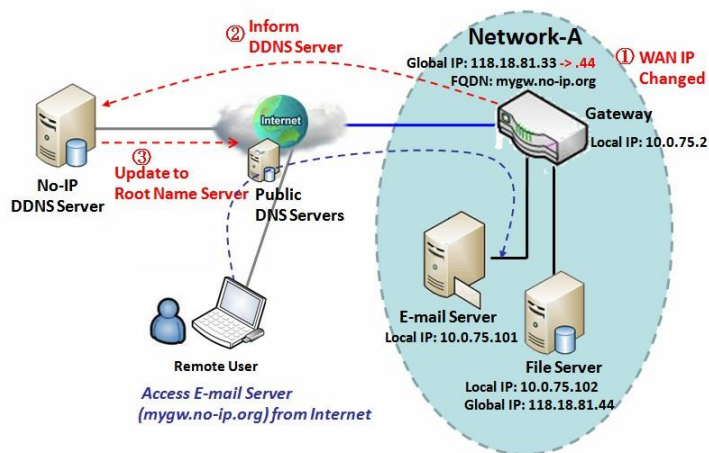 ② Inform
DDNS Server
Network-A
Global IP: 118.18.81.33 -> .44
FQDN: mygw.no-ip.org
① WAN IP
Changed
Gateway
Local IP: 10.0.75.2
Internet
③
Update to
Root Name Server
No-IP
DDNS Server
Public
DNS Servers
E-mail Server
Local IP: 10.0.75.101
File Server
Local IP: 10.0.75.102
Global IP: 118.18.81.44
Remote User
Access E-mail Server
(mygw.no-ip.org) from Internet